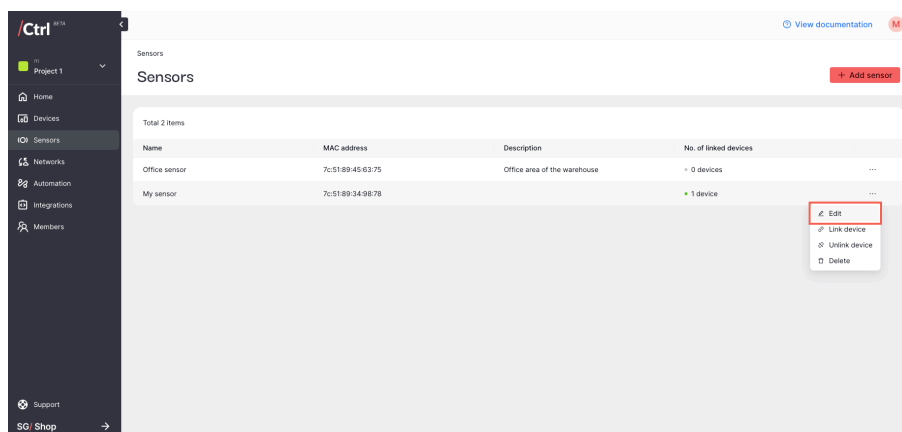 /Ctrl BETA
View documentation
M
m
Project 1
Home
Devices
Sensors
Networks
Automation
Integrations
Members
Support
SG/ Shop
Sensors
Sensors
+ Add sensor
Total 2 items
Name MAC address Description No. of linked devices
Office sensor 7c:51:89:45:63:75 Office area of the warehouse 0 devices ...
My sensor 7c:51:89:34:98:78 1 device ...
Edit
Link device
Unlink device
Delete